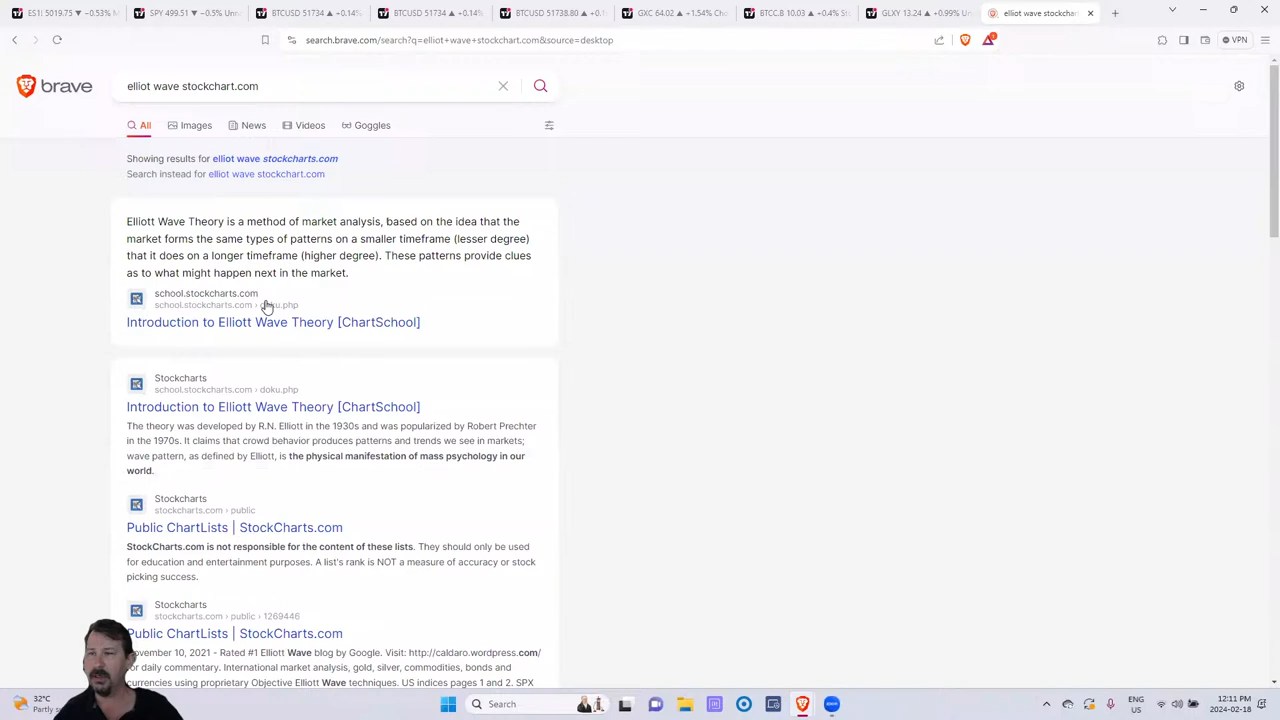 ES1 5019.75 −0.53% M
SPY 499.51 −0.5% Unn
BTCUSD 51734 +0.14%
BTCUSD 51734 +0.14%
BTCUSD 51738.80 +0.1
GXC 64.02 +1.54% Cha
BTCC.B 10.03 +0.2% Un
GLXY 13.24 +0.99% Un
elliot wave stockchart
search.brave.com/search?q=elliot+wave+stockchart.com&source=desktop
VPN
brave
elliot wave stockchart.com
All
Images
News
Videos
Goggles
Showing results for elliot wave stockcharts.com
Search instead for elliot wave stockchart.com
Elliott Wave Theory is a method of market analysis, based on the idea that the
market forms the same types of patterns on a smaller timeframe (lesser degree)
that it does on a longer timeframe (higher degree). These patterns provide clues
as to what might happen next in the market.
school.stockcharts.com
school.stockcharts.com › doku.php
Introduction to Elliott Wave Theory [ChartSchool]
Stockcharts
school.stockcharts.com › doku.php
Introduction to Elliott Wave Theory [ChartSchool]
The theory was developed by R.N. Elliott in the 1930s and was popularized by Robert Prechter
in the 1970s. It claims that crowd behavior produces patterns and trends we see in markets;
wave pattern, as defined by Elliott, is the physical manifestation of mass psychology in our
world.
Stockcharts
stockcharts.com › public
Public ChartLists | StockCharts.com
StockCharts.com is not responsible for the content of these lists. They should only be used
for education and entertainment purposes. A list's rank is NOT a measure of accuracy or stock
picking success.
Stockcharts
stockcharts.com › public › 1269446
Public ChartLists | StockCharts.com
November 10, 2021 - Rated #1 Elliott Wave blog by Google. Visit: http://caldaro.wordpress.com/
for daily commentary. International market analysis, gold, silver, commodities, bonds and
currencies using proprietary Objective Elliott Wave techniques. US indices pages 1 and 2. SPX
32°C
Partly
Search
ENG
US
12:11 PM
2024-02-18